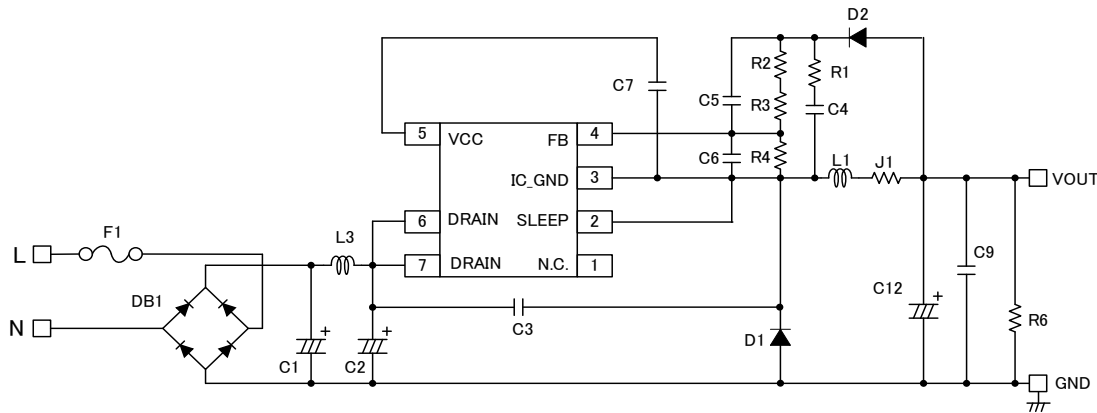 D2
R2
R1
C7
C5
R3
C4
5
VCC
FB
4
C6
R4
L1
J1
IC_GND
3
VOUT
F1
6
DRAIN
SLEEP
2
L
L3
7
DRAIN
N.C.
1
C9
DB1
C12
+
N
C3
R6
+
+
D1
C1
C2
GND